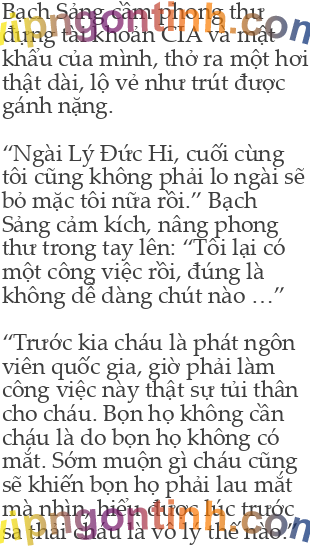 Bạch Sảng cầm phong thư
đựng tài khoản CIA và mật
khẩu của mình, thở ra một hơi
thật dài, lộ vẻ như trút được
gánh nặng.
“Ngài Lý Đức Hi, cuối cùng
tôi cũng không phải lo ngài sẽ
bỏ mặc tôi nữa rồi.” Bạch
Sảng cảm kích, nâng phong
thư trong tay lên: “Tôi lại có
một công việc rồi, đúng là
không dễ dàng chút nào …”
“Trước kia cháu là phát ngôn
viên quốc gia, giờ phải làm
công việc này thật sự tủi thân
cho cháu. Bọn họ không cần
cháu là do bọn họ không có
mắt. Sớm muộn gì cháu cũng
sẽ khiến bọn họ phải lau mắt
mà nhìn, hiểu được lúc trước
sa thải cháu là vô lý thế nào.”
vipngontinh.com
vipngontinh.com